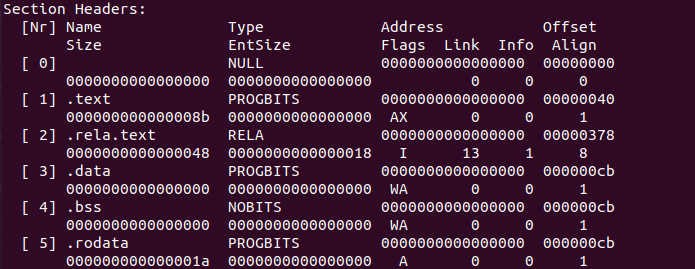 Section Headers:
[Nr] Name Type Address Offset
Size EntSize Flags Link Info Align
[ 0] NULL 0000000000000000 00000000
0000000000000000 0000000000000000 0 0 0
[ 1] .text PROGBITS 0000000000000000 00000040
000000000000008b 0000000000000000 AX 0 0 1
[ 2] .rela.text RELA 0000000000000000 00000378
0000000000000048 0000000000000018 I 13 1 8
[ 3] .data PROGBITS 0000000000000000 000000cb
0000000000000000 0000000000000000 WA 0 0 1
[ 4] .bss NOBITS 0000000000000000 000000cb
0000000000000000 0000000000000000 WA 0 0 1
[ 5] .rodata PROGBITS 0000000000000000 000000cb
000000000000001a 0000000000000000 A 0 0 1